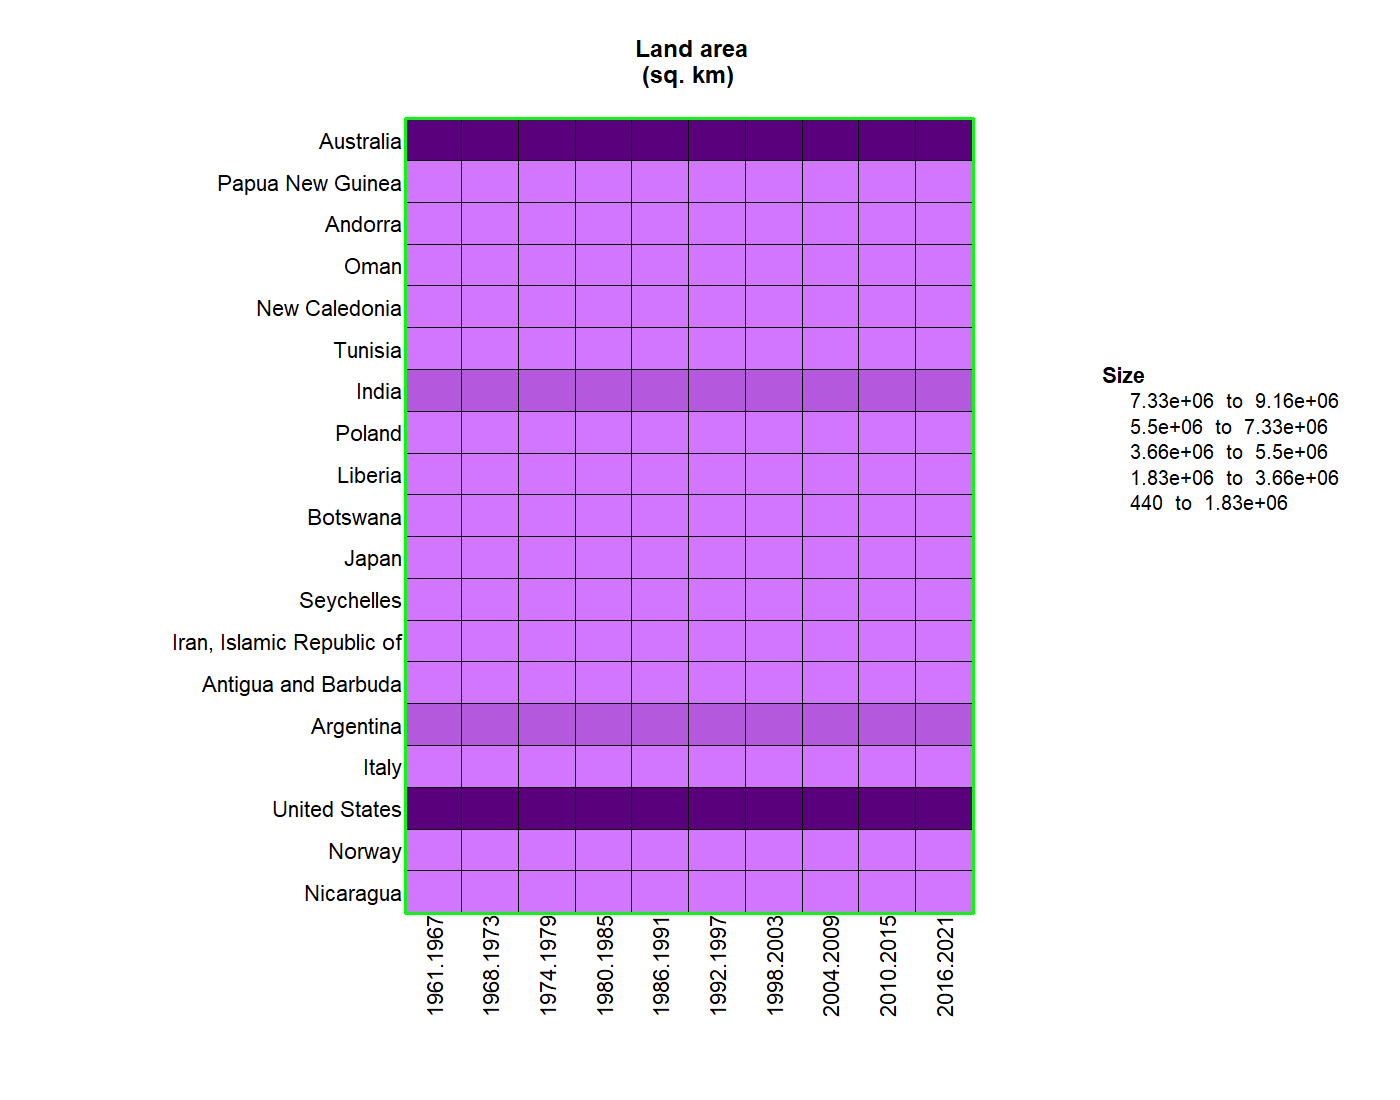 Land area
(sq. km)
Australia
Papua New Guinea
Andorra
Oman
New Caledonia
Tunisia
India
Poland
Liberia
Botswana
Japan
Seychelles
Iran, Islamic Republic of
Antigua and Barbuda
Argentina
Italy
United States
Norway
Nicaragua
1961.1967
1968.1973
1974.1979
1980.1985
1986.1991
1992.1997
1998.2003
2004.2009
2010.2015
2016.2021
Size
7.33e+06 to 9.16e+06
5.5e+06 to 7.33e+06
3.66e+06 to 5.5e+06
1.83e+06 to 3.66e+06
440 to 1.83e+06